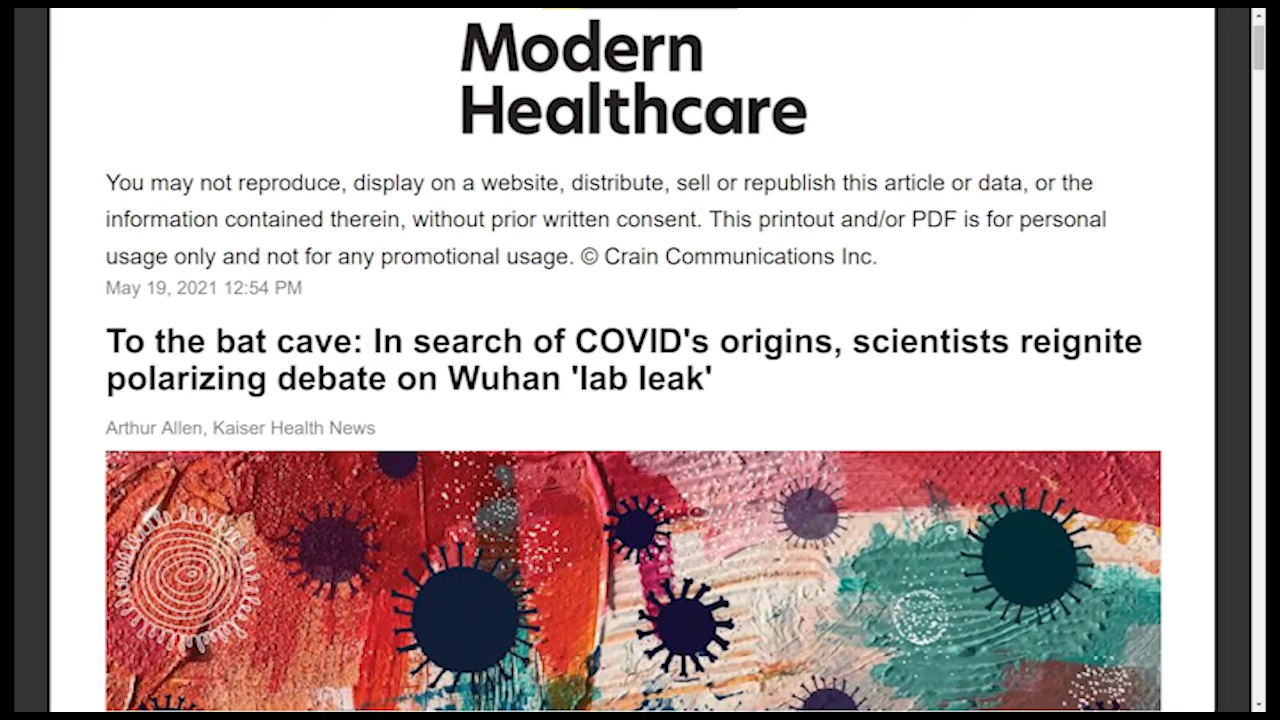 Modern
Healthcare
You may not reproduce, display on a website, distribute, sell or republish this article or data, or the
information contained therein, without prior written consent. This printout and/or PDF is for personal
usage only and not for any promotional usage. © Crain Communications Inc.
May 19, 2021 12:54 PM
To the bat cave: In search of COVID's origins, scientists reignite
polarizing debate on Wuhan 'lab leak'
Arthur Allen, Kaiser Health News